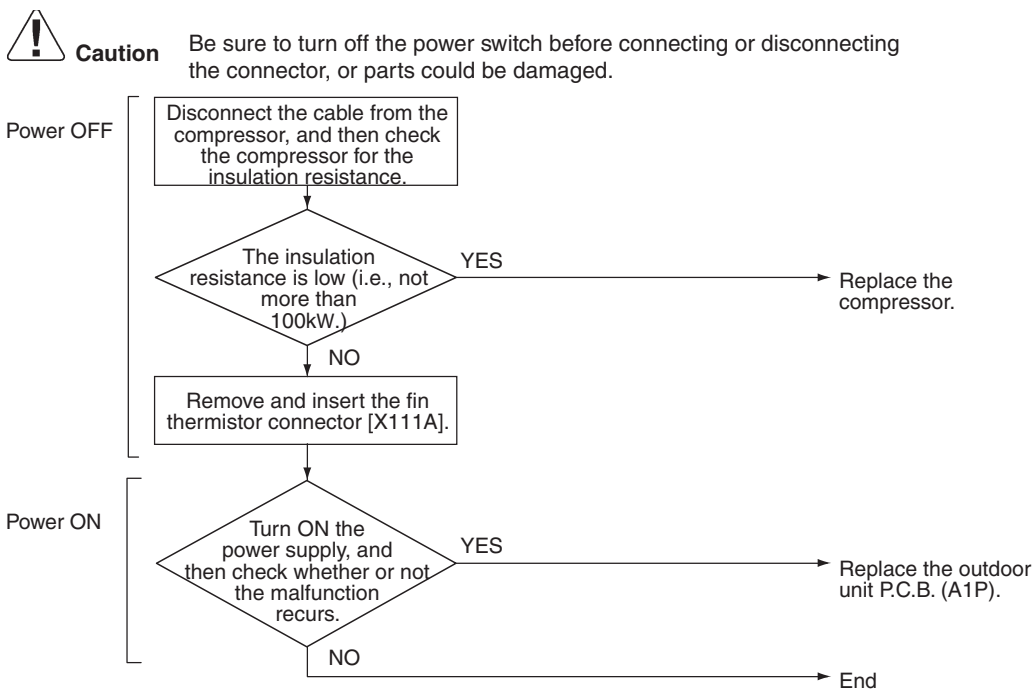 Caution
Be sure to turn off the power switch before connecting or disconnecting
the connector, or parts could be damaged.
Power OFF
Disconnect the cable from the
compressor, and then check
the compressor for the
insulation resistance.
The insulation
resistance is low (i.e., not
more than
100kW.)
YES
Replace the
compressor.
NO
Remove and insert the fin
thermistor connector [X111A].
Power ON
Turn ON the
power supply, and
then check whether or not
the malfunction
recurs.
YES
Replace the outdoor
unit P.C.B. (A1P).
NO
End